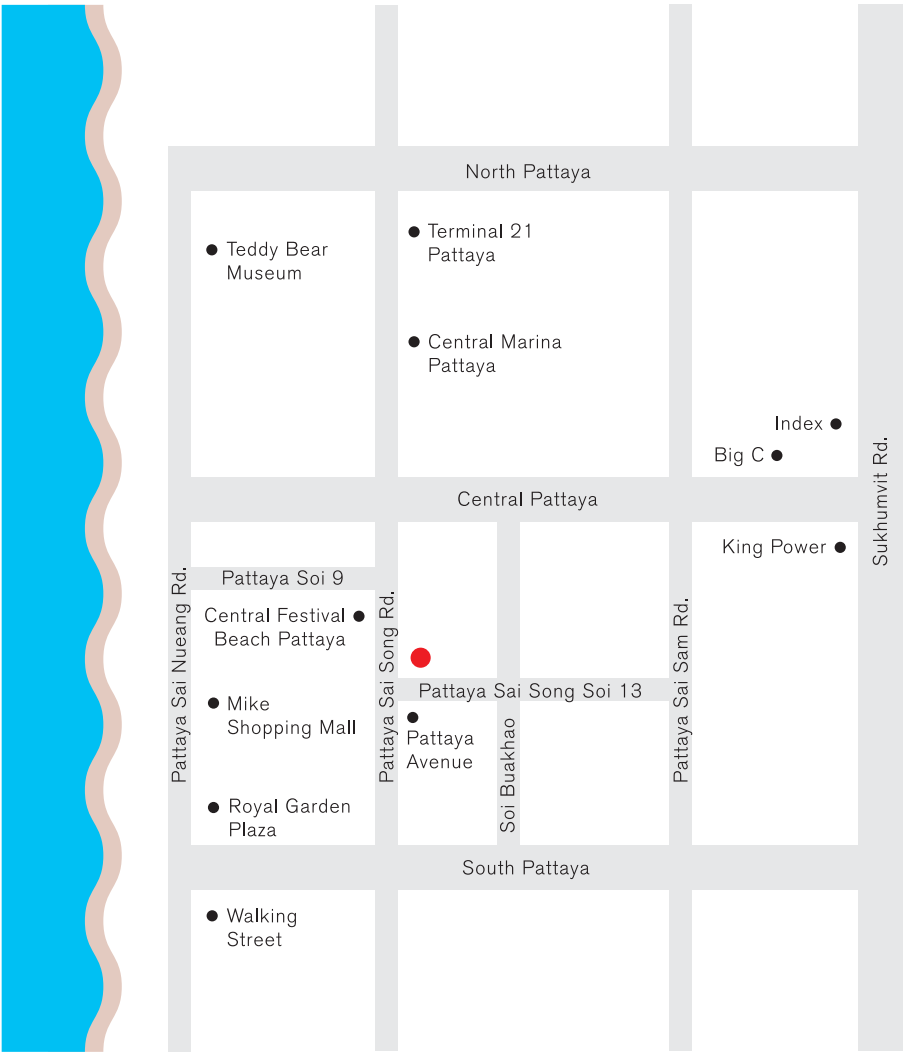 North Pattaya
Teddy Bear
Museum
Terminal 21
Pattaya
Central Marina
Pattaya
Index
Big C
Sukhumvit Rd.
Central Pattaya
King Power
Pattaya Soi 9
Pattaya Sai Nueang Rd.
Central Festival
Beach Pattaya
Pattaya Sai Song Rd.
Pattaya Sai Sam Rd.
Pattaya Sai Song Soi 13
Mike
Shopping Mall
Pattaya
Avenue
Soi Buakhao
Royal Garden
Plaza
South Pattaya
Walking
Street